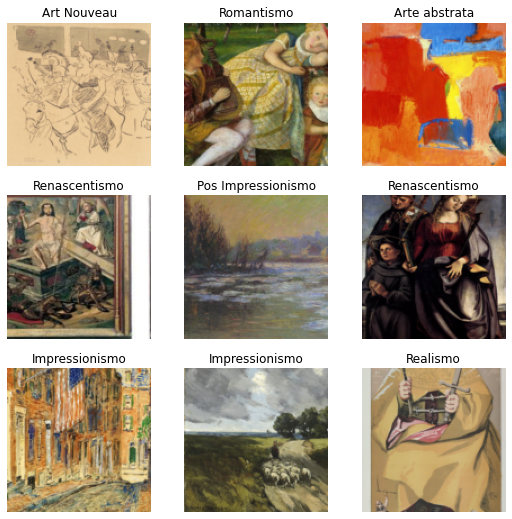 Art Nouveau
Romantismo
Arte abstrata
Renascentismo
Pos Impressionismo
Renascentismo
Impressionismo
Impressionismo
Realismo